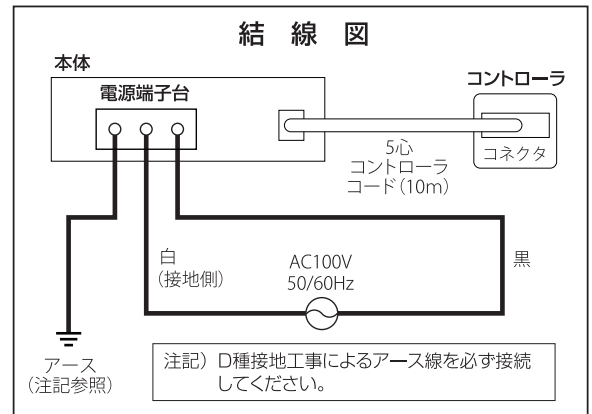 結 線 図
本体
電源端子台
コントローラ
コネクタ
5心
コントローラ
コード(10m)
白
(接地側)
AC100V
50/60Hz
黒
アース
(注記参照)
注記) D種接地工事によるアース線を必ず接続
してください。